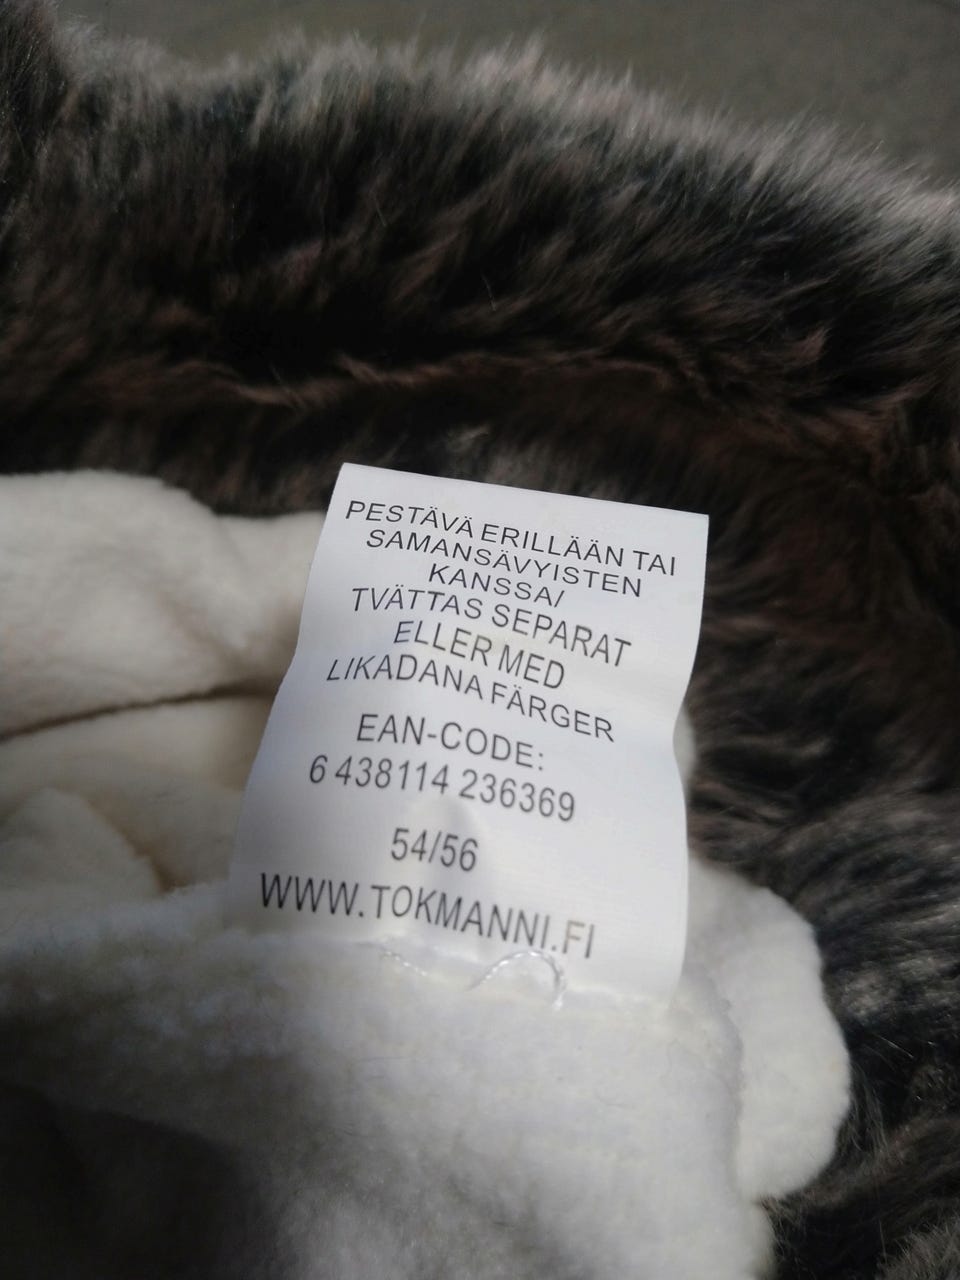 PESTÄVÄ ERILLÄÄN TAI
SAMANSÄVYISTEN
KANSSA/
TVÄTTAS SEPARAT
ELLER MED
LIKADANA FÄRGER
EAN-CODE:
6 438114 236369
54/56
WWW.TOKMANNI.FI